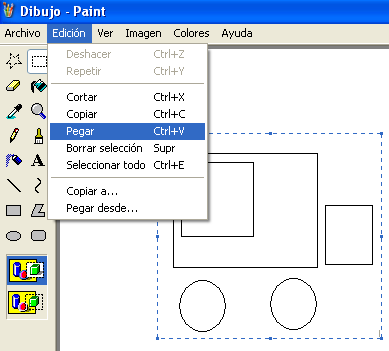 Dibujo - Paint
Archivo Edición Ver Imagen Colores Ayuda
Deshacer Ctrl+Z
Repetir Ctrl+Y
Cortar Ctrl+X
Copiar Ctrl+C
Pegar Ctrl+V
Borrar selección Supr
Seleccionar todo Ctrl+E
Copiar a...
Pegar desde...
A